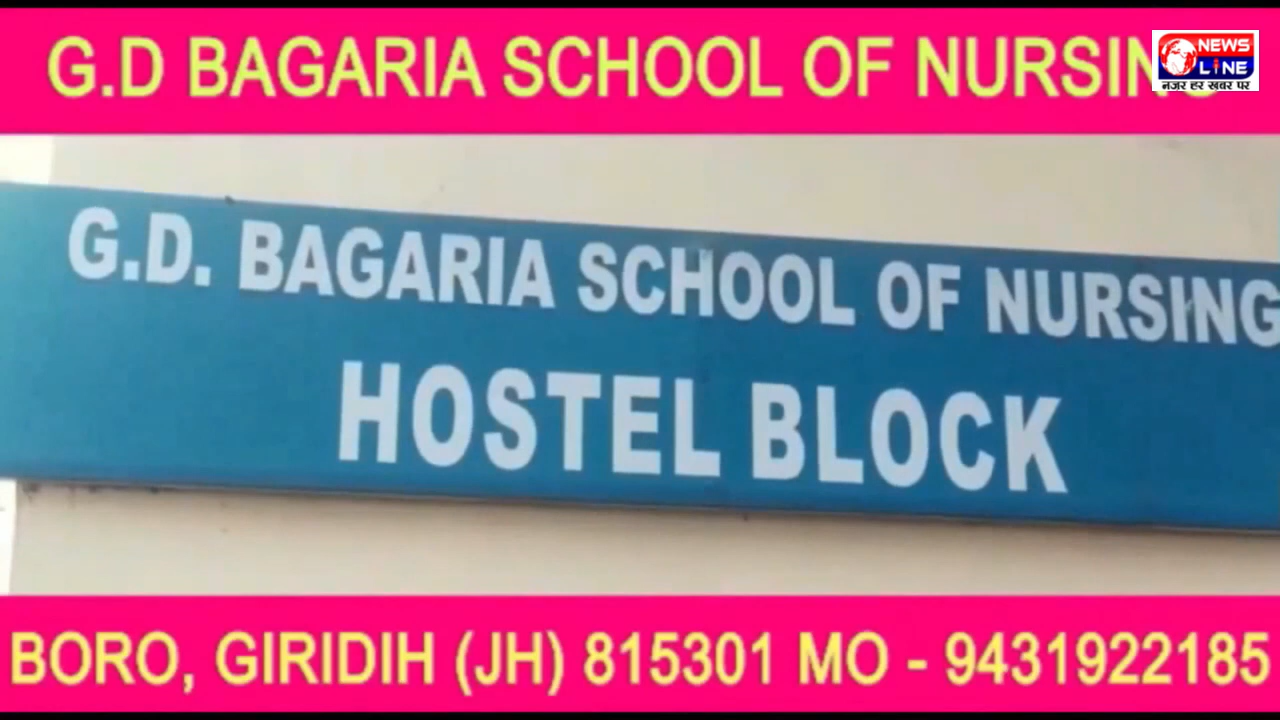 G.D BAGARIA SCHOOL OF NURSING
NEWS
LiNE
नजर हर खबर पर
G.D. BAGARIA SCHOOL OF NURSING
HOSTEL BLOCK
BORO, GIRIDIH (JH) 815301 MO - 9431922185